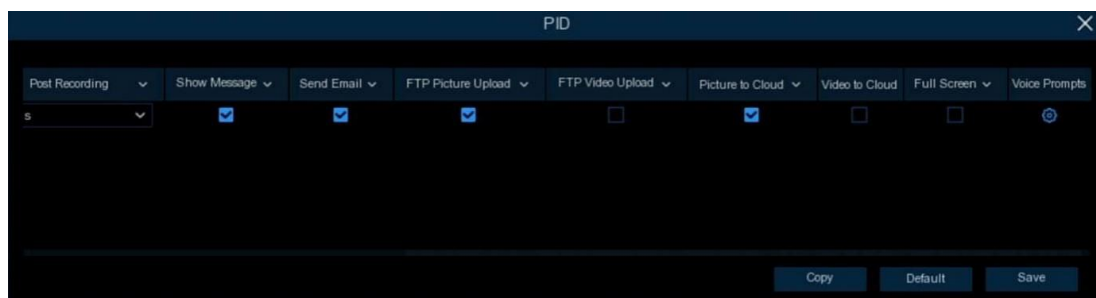 PID
Post Recording Show Message Send Email FTP Picture Upload FTP Video Upload Picture to Cloud Video to Cloud Full Screen Voice Prompts
s
Copy Default Save